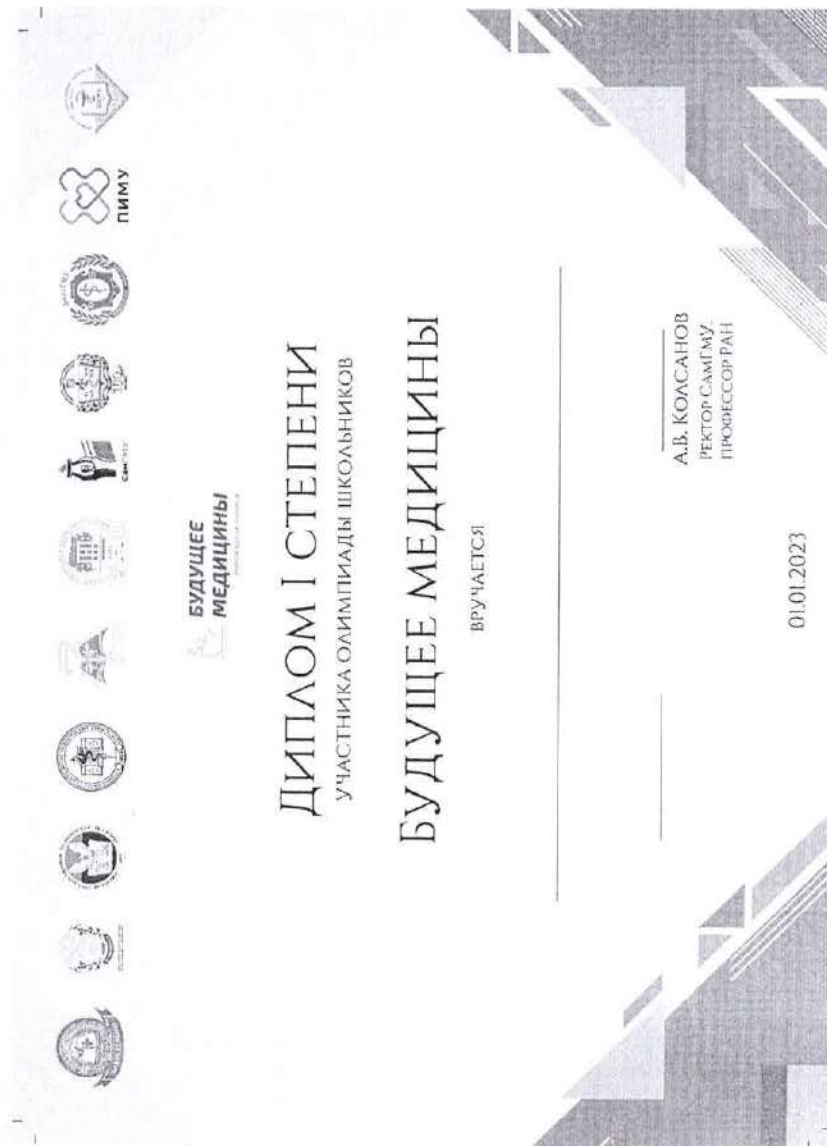 ПИМУ
СамГМУ
БУДУЩЕЕ
МЕДИЦИНЫ
ДИПЛОМ I СТЕПЕНИ
УЧАСТНИКА ОЛИМПИАДЫ ШКОЛЬНИКОВ
БУДУЩЕЕ МЕДИЦИНЫ
ВРУЧАЕТСЯ
А.В. КОЛСАНОВ
РЕКТОР САМГМУ,
ПРОФЕССОР РАН
01.01.2023